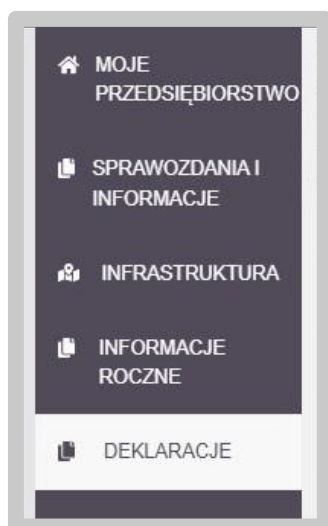 MOJE
PRZEDSIĘBIORSTWO
SPRAWOZDANIA I
INFORMACJE
INFRASTRUKTURA
INFORMACJE
ROCZNE
DEKLARACJE